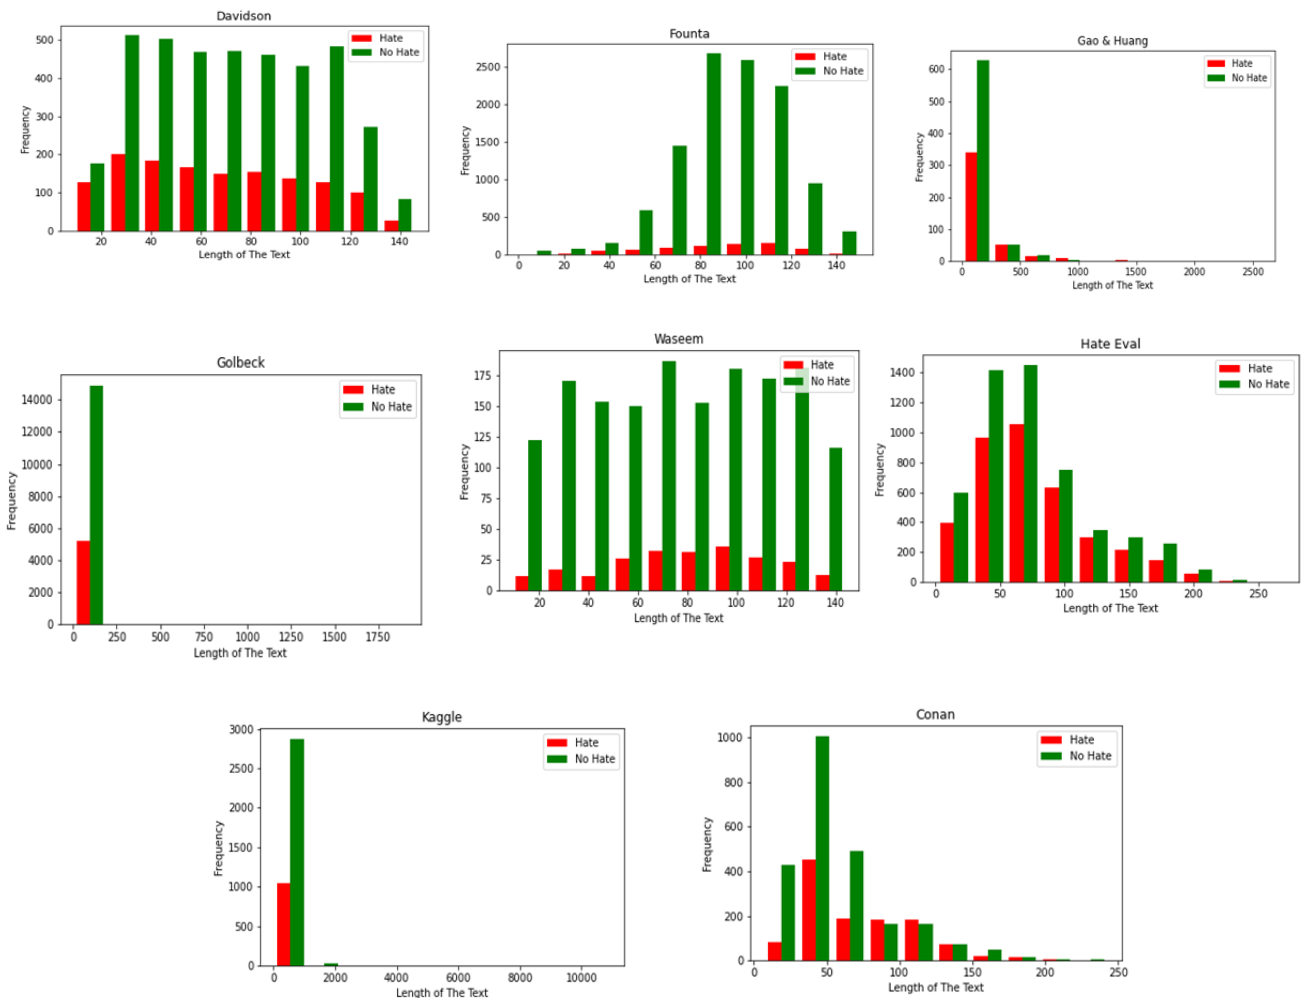 Davidson
Hate
No Hate
500
400
300
200
100
0
Frequency
20 40 60 80 100 120 140
Length of The Text
Founta
Hate
No Hate
2500
2000
1500
1000
500
0
Frequency
0 20 40 60 80 100 120 140
Length of The Text
Gao & Huang
Hate
No Hate
600
500
400
300
200
100
0
Frequency
0 500 1000 1500 2000 2500
Length of The Text
Golbeck
Hate
No Hate
14000
12000
10000
8000
6000
4000
2000
0
Frequency
0 250 500 750 1000 1250 1500 1750
Length of The Text
Waseem
Hate
No Hate
175
150
125
100
75
50
25
0
Frequency
20 40 60 80 100 120 140
Length of The Text
Hate Eval
Hate
No Hate
1400
1200
1000
800
600
400
200
0
Frequency
0 50 100 150 200 250
Length of The Text
Kaggle
Hate
No Hate
3000
2500
2000
1500
1000
500
0
Frequency
0 2000 4000 6000 8000 10000
Length of The Text
Conan
Hate
No Hate
1000
800
600
400
200
0
Frequency
0 50 100 150 200 250
Length of The Text